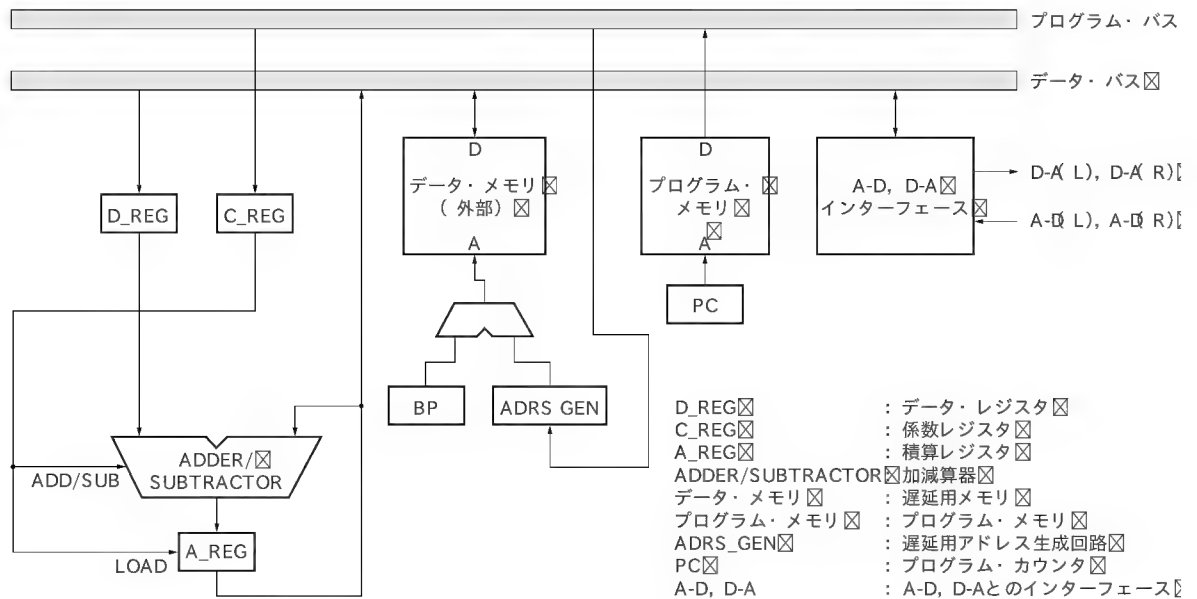 プログラム・バス
データ・バス
D
データ・メモリ
(外部)
A
D
プログラム・
メモリ
A
A-D, D-A
インターフェース
D-A(L), D-A(R)
A-D(L), A-D(R)
D_REG
C_REG
PC
BP
ADRS GEN
ADDER/
SUBTRACTOR
ADD/SUB
A_REG
LOAD
D_REG : データ・レジスタ
C_REG : 係数レジスタ
A_REG : 積算レジスタ
ADDER/SUBTRACTOR 加減算器
データ・メモリ : 遅延用メモリ
プログラム・メモリ : プログラム・メモリ
ADRS_GEN : 遅延用アドレス生成回路
PC : プログラム・カウンタ
A-D, D-A : A-D, D-Aとのインターフェース